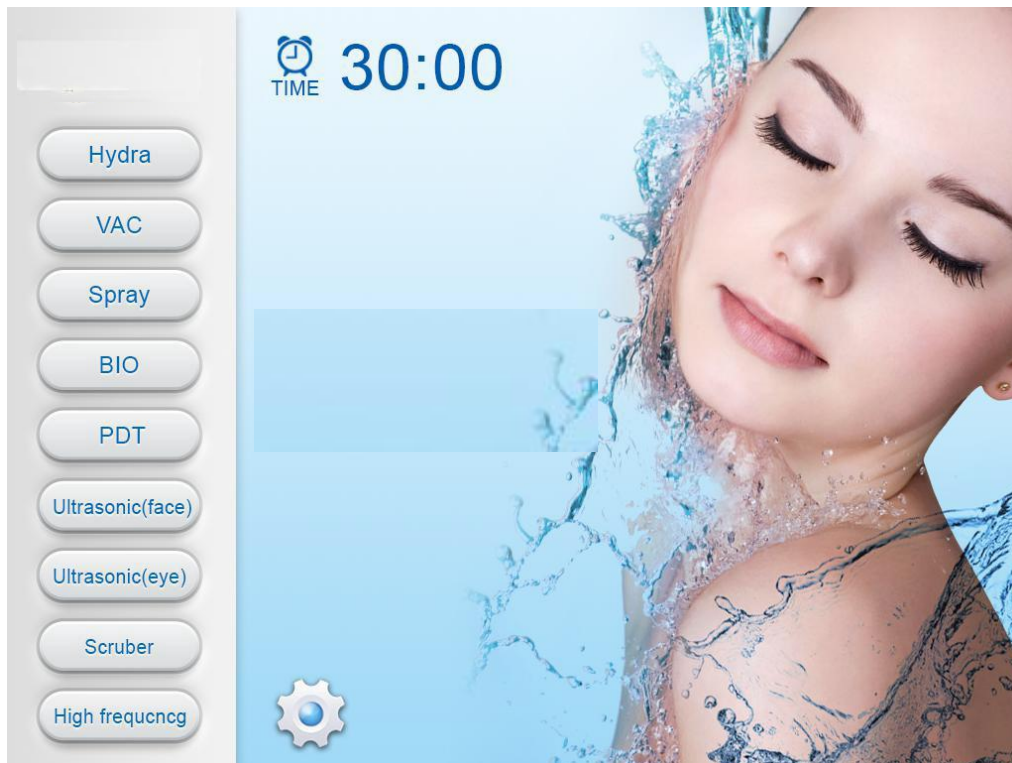 TIME 30:00
Hydra
VAC
Spray
BIO
PDT
Ultrasonic(face)
Ultrasonic(eye)
Scruber
High frequcncg